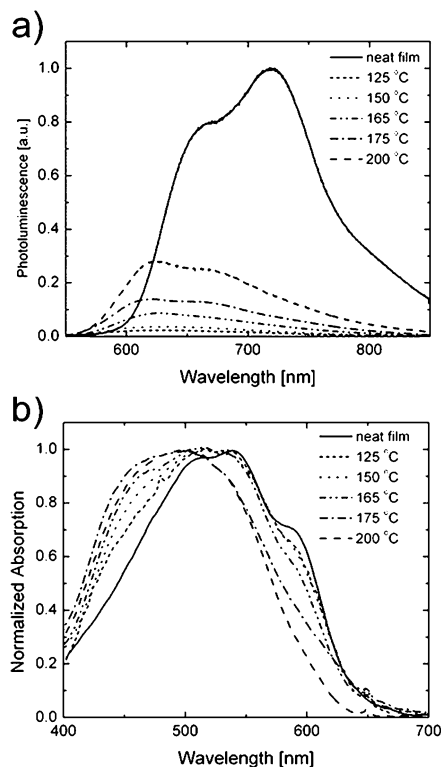 a)
1.0
0.8
0.6
0.4
0.2
0.0
Photoluminescence [a.u.]
neat film
125 °C
150 °C
165 °C
175 °C
200 °C
600 700 800
Wavelength [nm]
b)
1.0
0.8
0.6
0.4
0.2
0.0
Normalized Absorption
neat film
125 °C
150 °C
165 °C
175 °C
200 °C
400 500 600 700
Wavelength [nm]